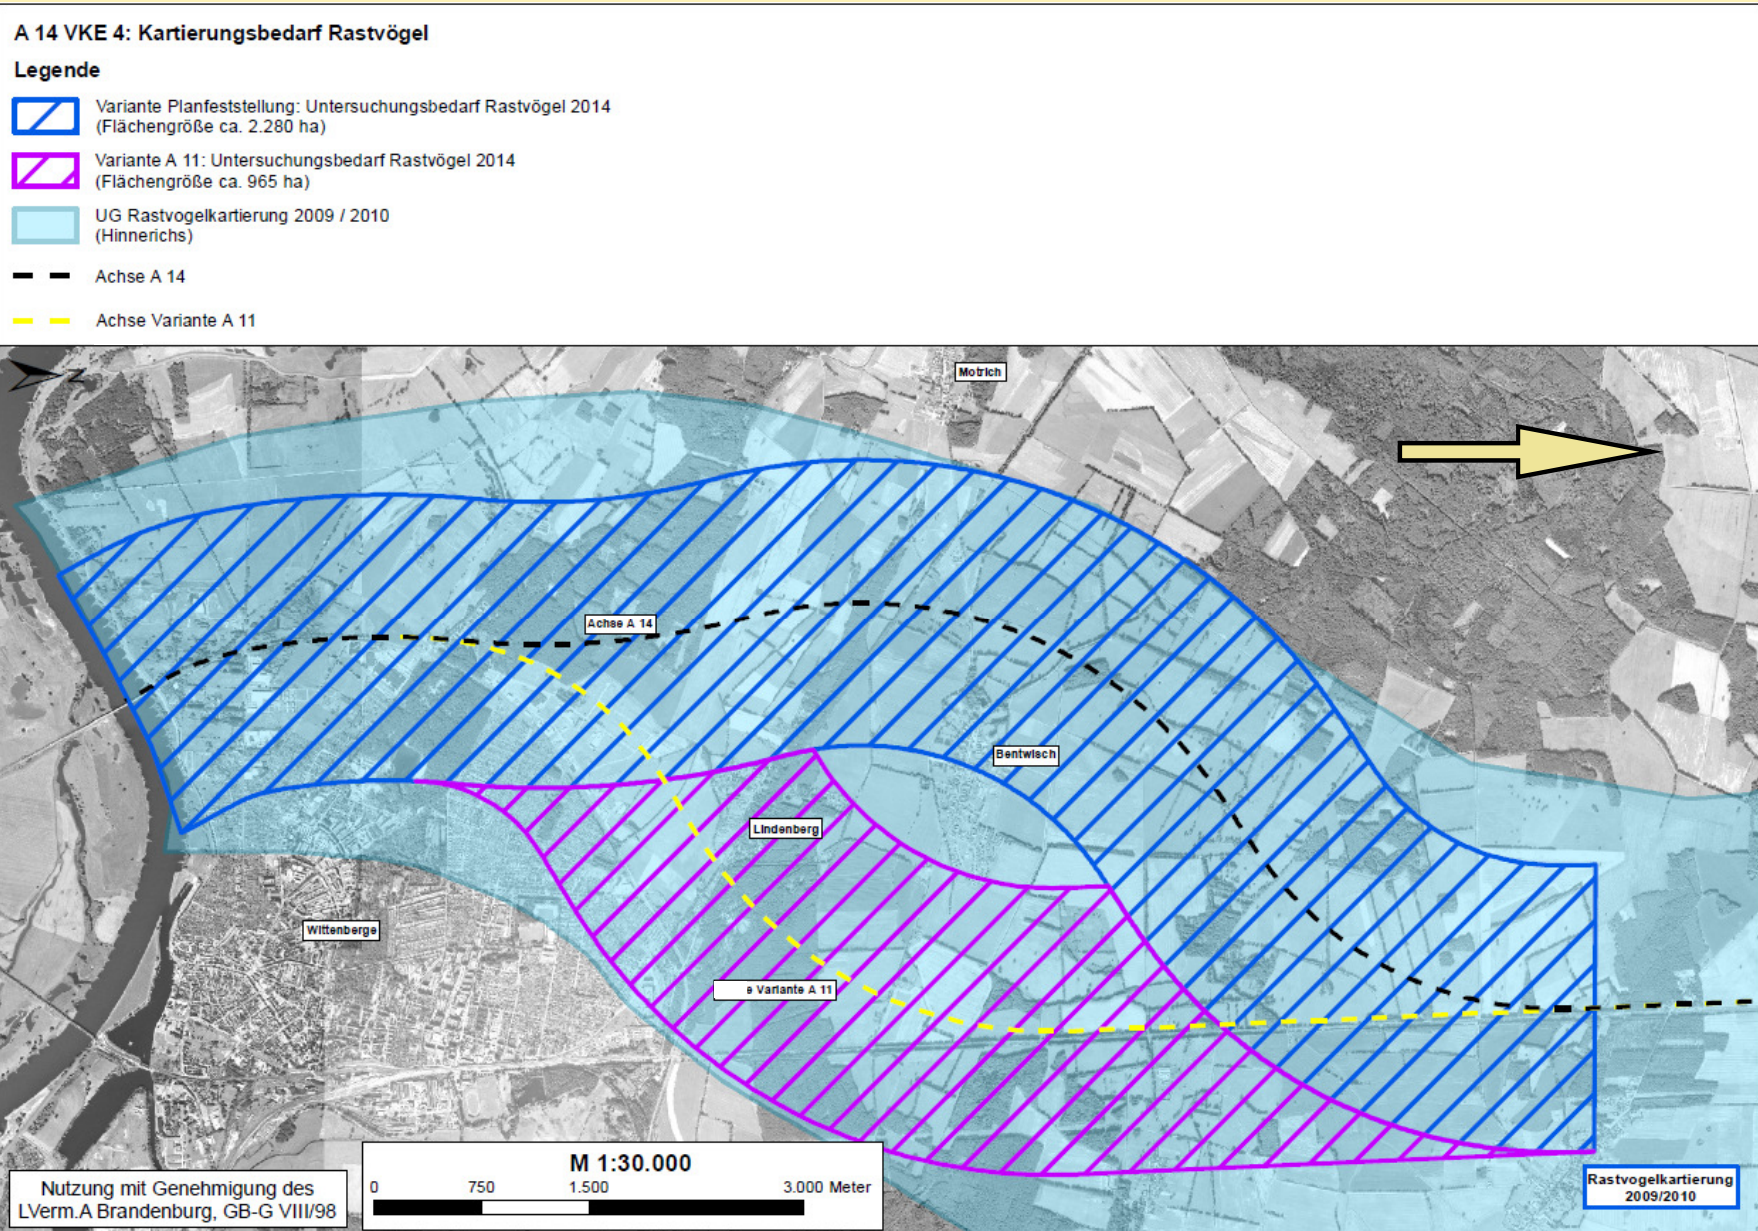 A 14 VKE 4: Kartierungsbedarf Rastvögel
Legende
Variante Planfeststellung: Untersuchungsbedarf Rastvögel 2014
(Flächengröße ca. 2.280 ha)
Variante A 11: Untersuchungsbedarf Rastvögel 2014
(Flächengröße ca. 965 ha)
UG Rastvogelkartierung 2009 / 2010
(Hinnerichs)
Achse A 14
Achse Variante A 11
N
Motrich
Achse A 14
Bentwisch
Lindenberg
Wittenberge
e Variante A 11
M 1:30.000
0 750 1.500 3.000 Meter
Nutzung mit Genehmigung des
LVerm.A Brandenburg, GB-G VIII/98
Rastvogelkartierung
2009/2010